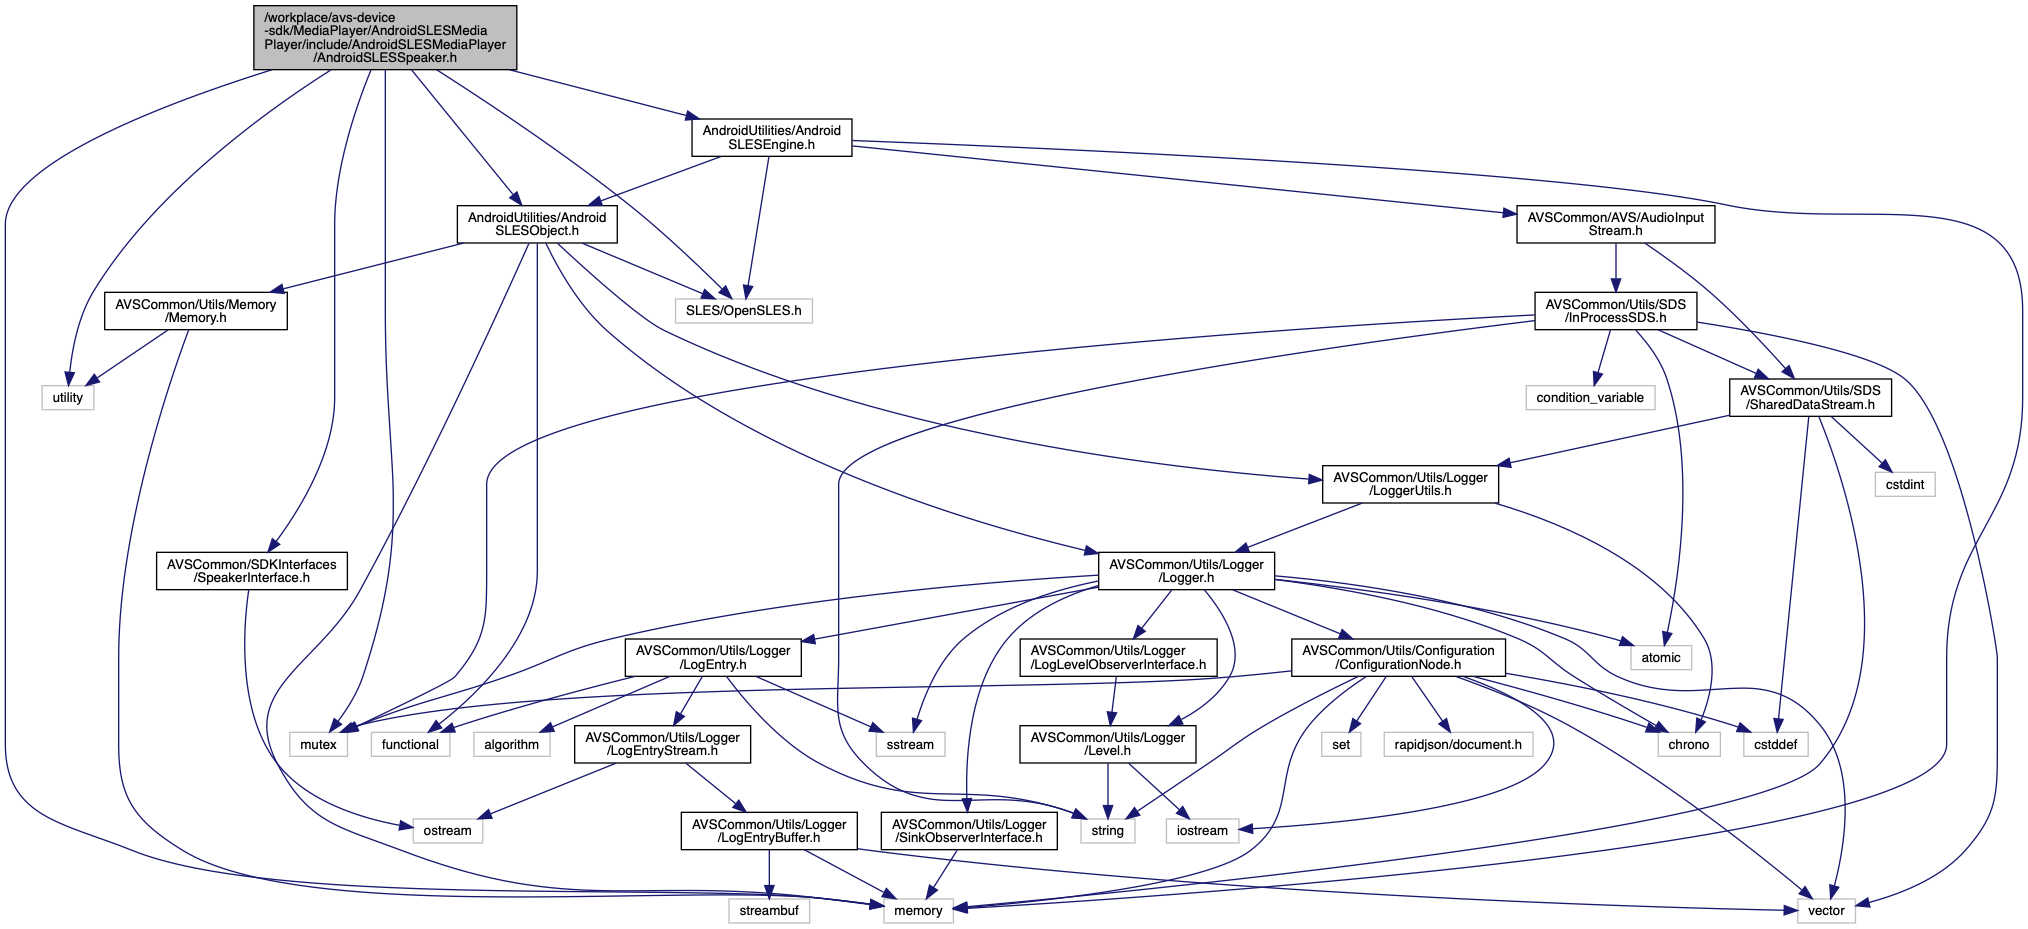 /workplace/avs-device
-sdk/MediaPlayer/AndroidSLESMedia
Player/include/AndroidSLESMediaPlayer
/AndroidSLESSpeaker.h
AndroidUtilities/Android
SLESEngine.h
AndroidUtilities/Android
SLESObject.h
AVSCommon/AVS/AudioInput
Stream.h
AVSCommon/Utils/Memory
/Memory.h
SLES/OpenSLES.h
AVSCommon/Utils/SDS
/InProcessSDS.h
utility
condition_variable
AVSCommon/Utils/SDS
/SharedDataStream.h
AVSCommon/Utils/Logger
/LoggerUtils.h
cstdint
AVSCommon/SDKInterfaces
/SpeakerInterface.h
AVSCommon/Utils/Logger
/Logger.h
AVSCommon/Utils/Logger
/LogEntry.h
AVSCommon/Utils/Logger
/LogLevelObserverInterface.h
AVSCommon/Utils/Configuration
/ConfigurationNode.h
atomic
mutex
functional
algorithm
AVSCommon/Utils/Logger
/LogEntryStream.h
sstream
AVSCommon/Utils/Logger
/Level.h
set
rapidjson/document.h
chrono
cstddef
ostream
AVSCommon/Utils/Logger
/LogEntryBuffer.h
AVSCommon/Utils/Logger
/SinkObserverInterface.h
string
iostream
streambuf
memory
vector